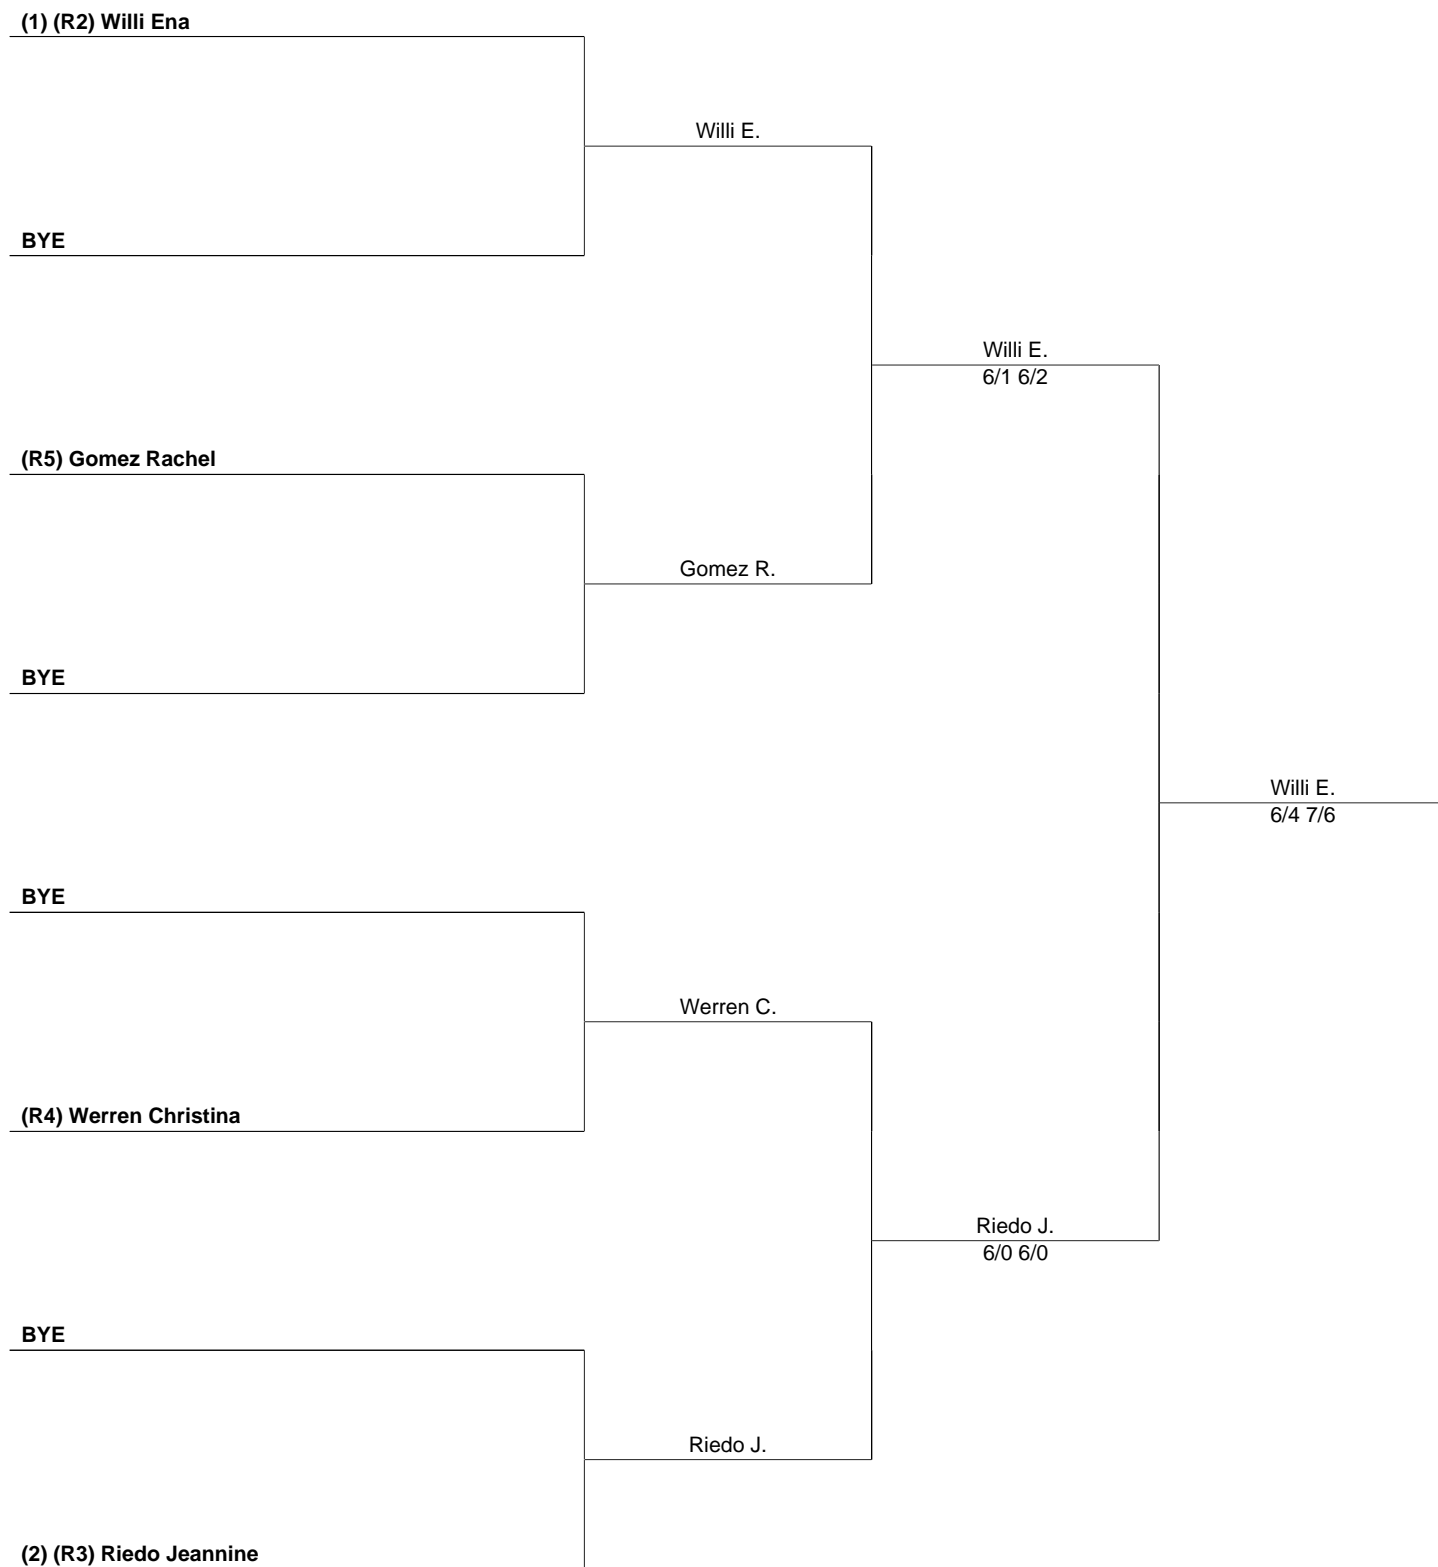 (1) (R2) Willi Ena
Willi E.
BYE
Willi E.
6/1 6/2
(R5) Gomez Rachel
Gomez R.
BYE
Willi E.
6/4 7/6
BYE
Werren C.
(R4) Werren Christina
Riedo J.
6/0 6/0
BYE
Riedo J.
(2) (R3) Riedo Jeannine